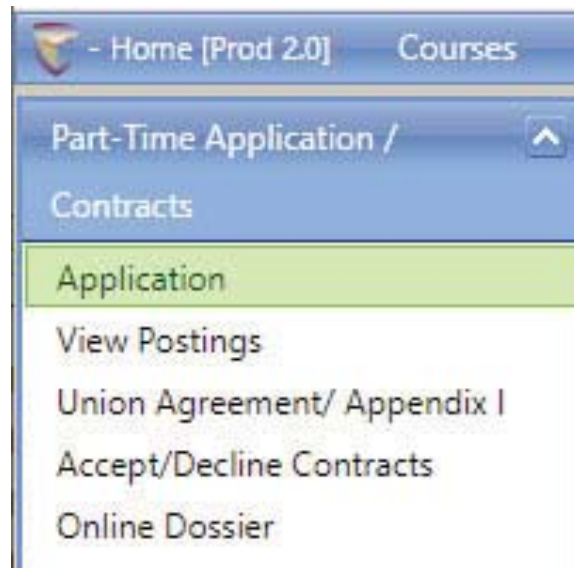 - Home [Prod 2.0] Courses
Part-Time Application /
Contracts
Application
View Postings
Union Agreement/ Appendix I
Accept/Decline Contracts
Online Dossier